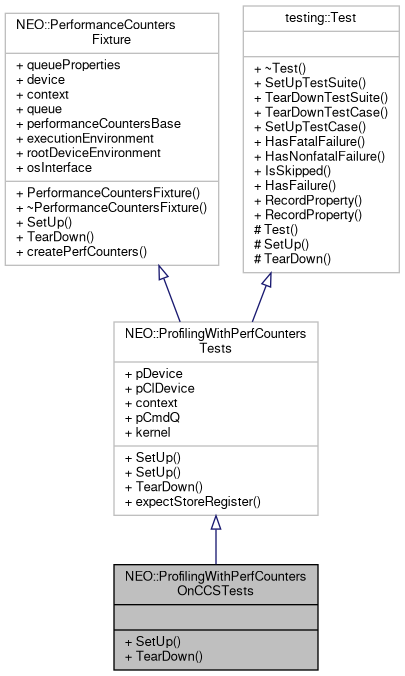 NEO::PerformanceCounters
Fixture
+ queueProperties
+ device
+ context
+ queue
+ performanceCountersBase
+ executionEnvironment
+ rootDeviceEnvironment
+ osInterface
+ PerformanceCountersFixture()
+ ~PerformanceCountersFixture()
+ SetUp()
+ TearDown()
+ createPerfCounters()
testing::Test
+ ~Test()
+ SetUpTestSuite()
+ TearDownTestSuite()
+ TearDownTestCase()
+ SetUpTestCase()
+ HasFatalFailure()
+ HasNonfatalFailure()
+ IsSkipped()
+ HasFailure()
+ RecordProperty()
+ RecordProperty()
# Test()
# SetUp()
# TearDown()
NEO::ProfilingWithPerfCounters
Tests
+ pDevice
+ pClDevice
+ context
+ pCmdQ
+ kernel
+ SetUp()
+ SetUp()
+ TearDown()
+ expectStoreRegister()
NEO::ProfilingWithPerfCounters
OnCCSTests
+ SetUp()
+ TearDown()